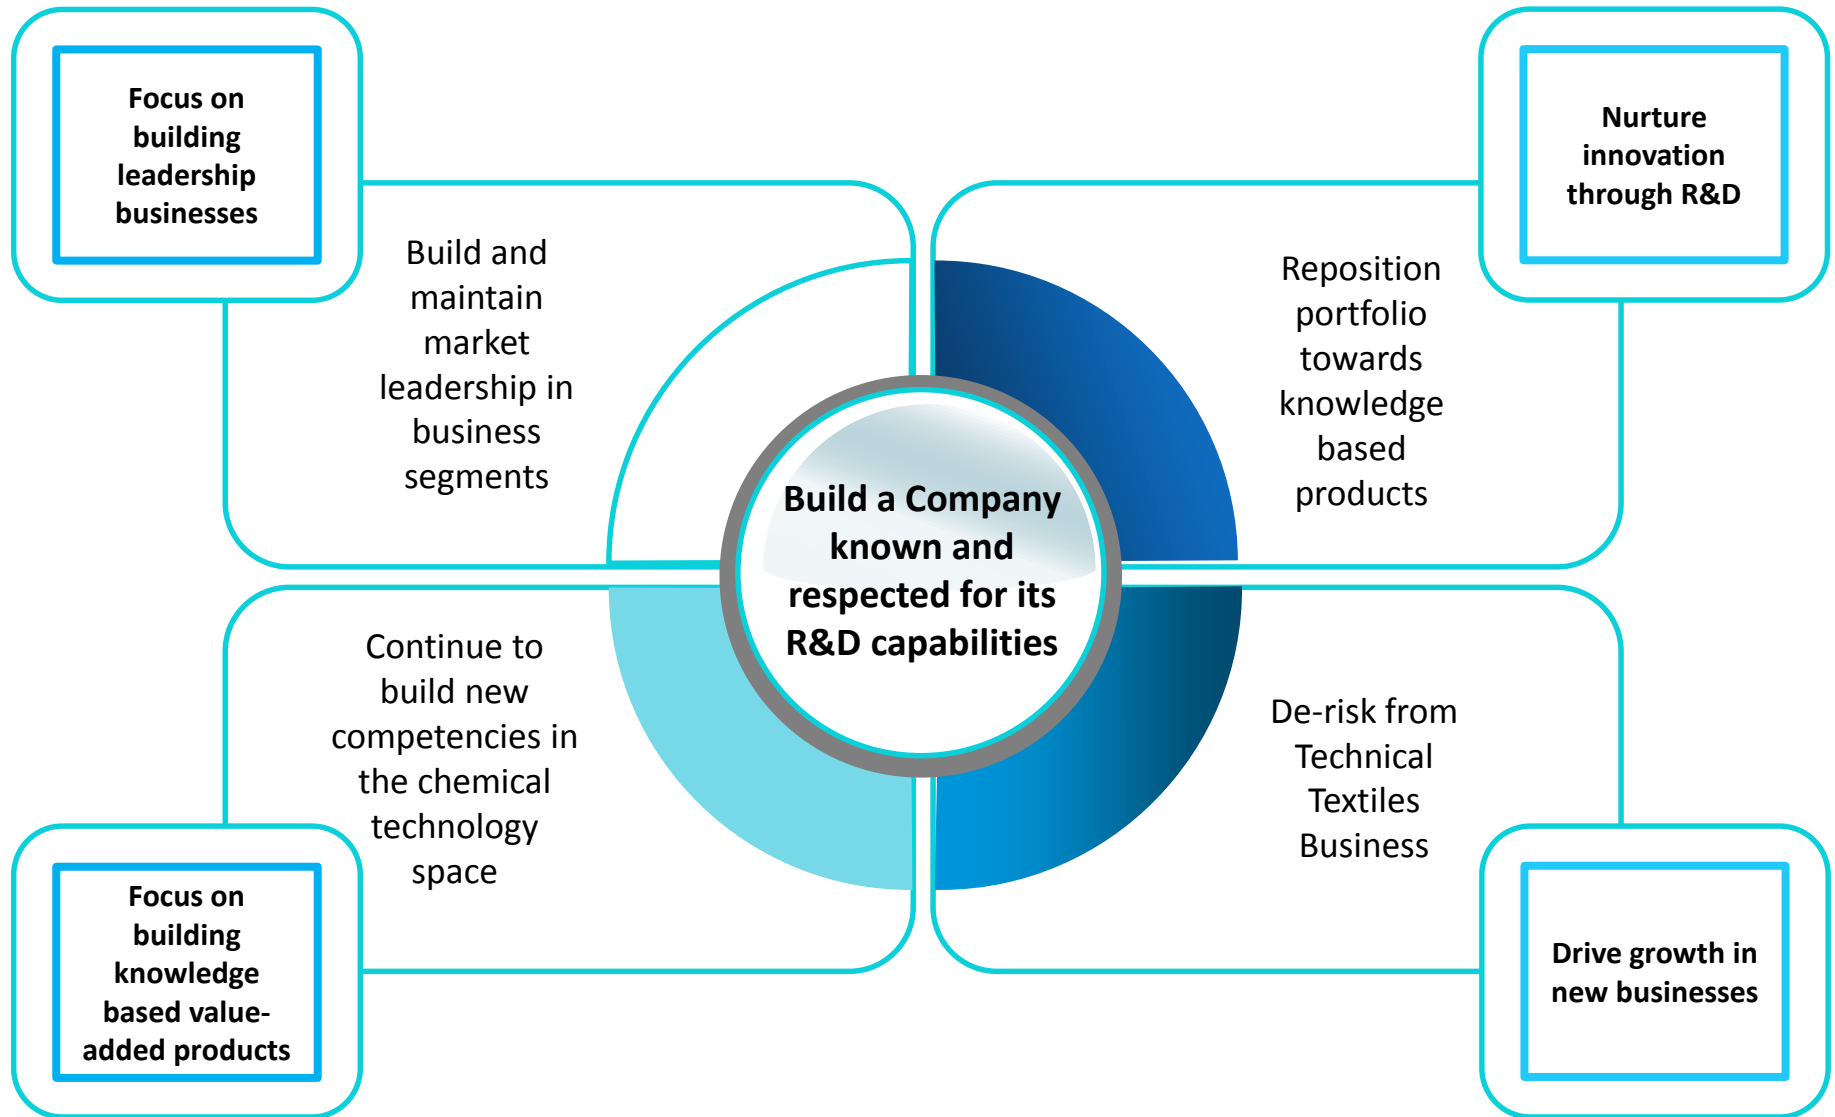 Focus on
building
leadership
businesses
Build and
maintain
market
leadership in
business
segments
Nurture
innovation
through R&D
Reposition
portfolio
towards
knowledge
based
products
Build a Company
known and
respected for its
R&D capabilities
Continue to
build new
competencies in
the chemical
technology
space
Focus on
building
knowledge
based value-
added products
De-risk from
Technical
Textiles
Business
Drive growth in
new businesses